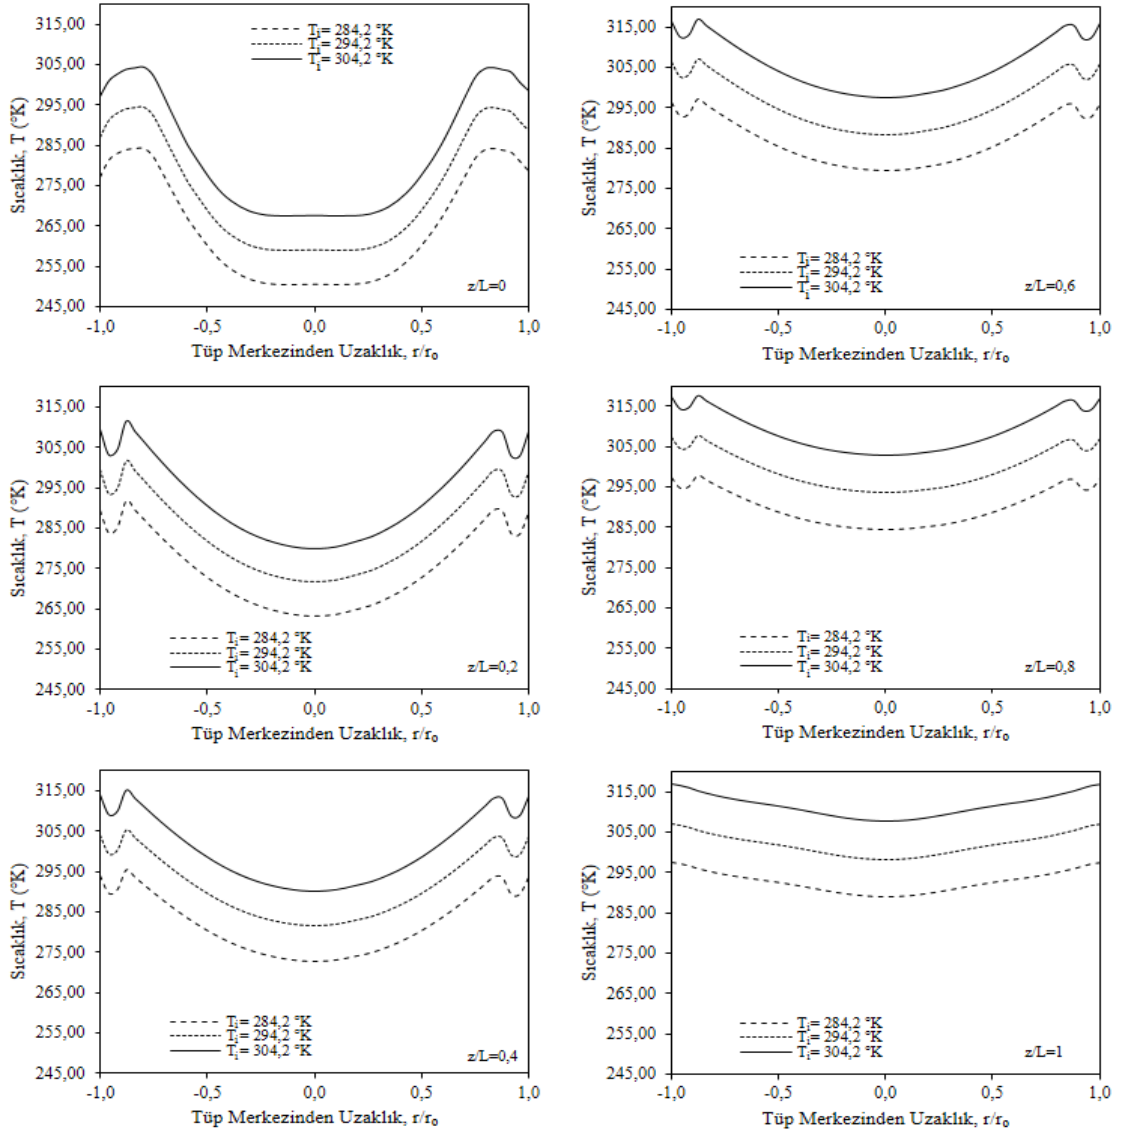 315,00
305,00
295,00
285,00
275,00
265,00
255,00
245,00
Sıcaklık, T (°K)
Ti= 284,2 °K
Ti= 294,2 °K
Ti= 304,2 °K
z/L=0
-1,0 -0,5 0,0 0,5 1,0
Tüp Merkezinden Uzaklık, r/ro
315,00
305,00
295,00
285,00
275,00
265,00
255,00
245,00
Sıcaklık, T (°K)
Ti= 284,2 °K
Ti= 294,2 °K
Ti= 304,2 °K
z/L=0,6
-1,0 -0,5 0,0 0,5 1,0
Tüp Merkezinden Uzaklık, r/ro
315,00
305,00
295,00
285,00
275,00
265,00
255,00
245,00
Sıcaklık, T (°K)
Ti= 284,2 °K
Ti= 294,2 °K
Ti= 304,2 °K
z/L=0,2
-1,0 -0,5 0,0 0,5 1,0
Tüp Merkezinden Uzaklık, r/ro
315,00
305,00
295,00
285,00
275,00
265,00
255,00
245,00
Sıcaklık, T (°K)
Ti= 284,2 °K
Ti= 294,2 °K
Ti= 304,2 °K
z/L=0,8
-1,0 -0,5 0,0 0,5 1,0
Tüp Merkezinden Uzaklık, r/ro
315,00
305,00
295,00
285,00
275,00
265,00
255,00
245,00
Sıcaklık, T (°K)
Ti= 284,2 °K
Ti= 294,2 °K
Ti= 304,2 °K
z/L=0,4
-1,0 -0,5 0,0 0,5 1,0
Tüp Merkezinden Uzaklık, r/ro
315,00
305,00
295,00
285,00
275,00
265,00
255,00
245,00
Sıcaklık, T (°K)
Ti= 284,2 °K
Ti= 294,2 °K
Ti= 304,2 °K
z/L=1
-1,0 -0,5 0,0 0,5 1,0
Tüp Merkezinden Uzaklık, r/ro